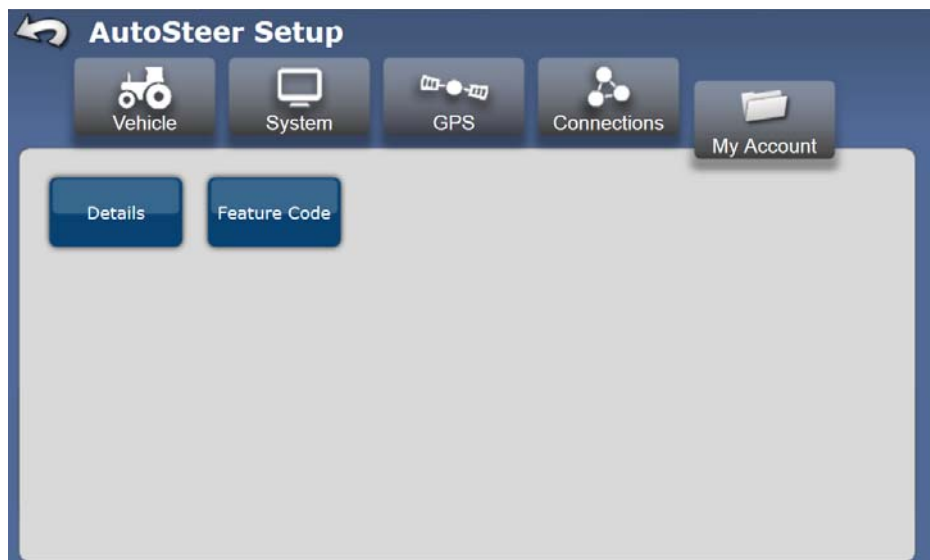 AutoSteer Setup
Vehicle System GPS Connections My Account
Details Feature Code